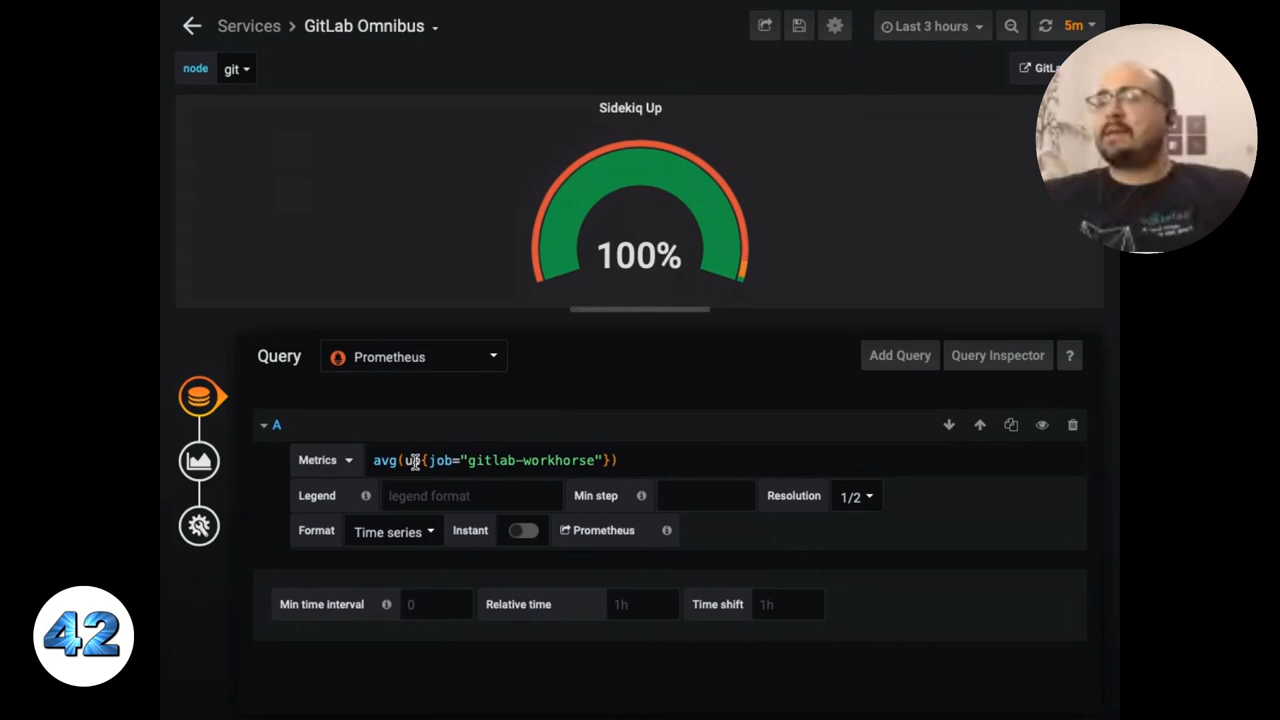 Services > GitLab Omnibus
Last 3 hours
5m
node git
GitLa
Sidekiq Up
100%
Query Prometheus Add Query Query Inspector ?
A
Metrics avg(up{job="gitlab-workhorse"})
Legend legend format Min step Resolution 1/2
Format Time series Instant Prometheus
Min time interval 0 Relative time 1h Time shift 1h
42